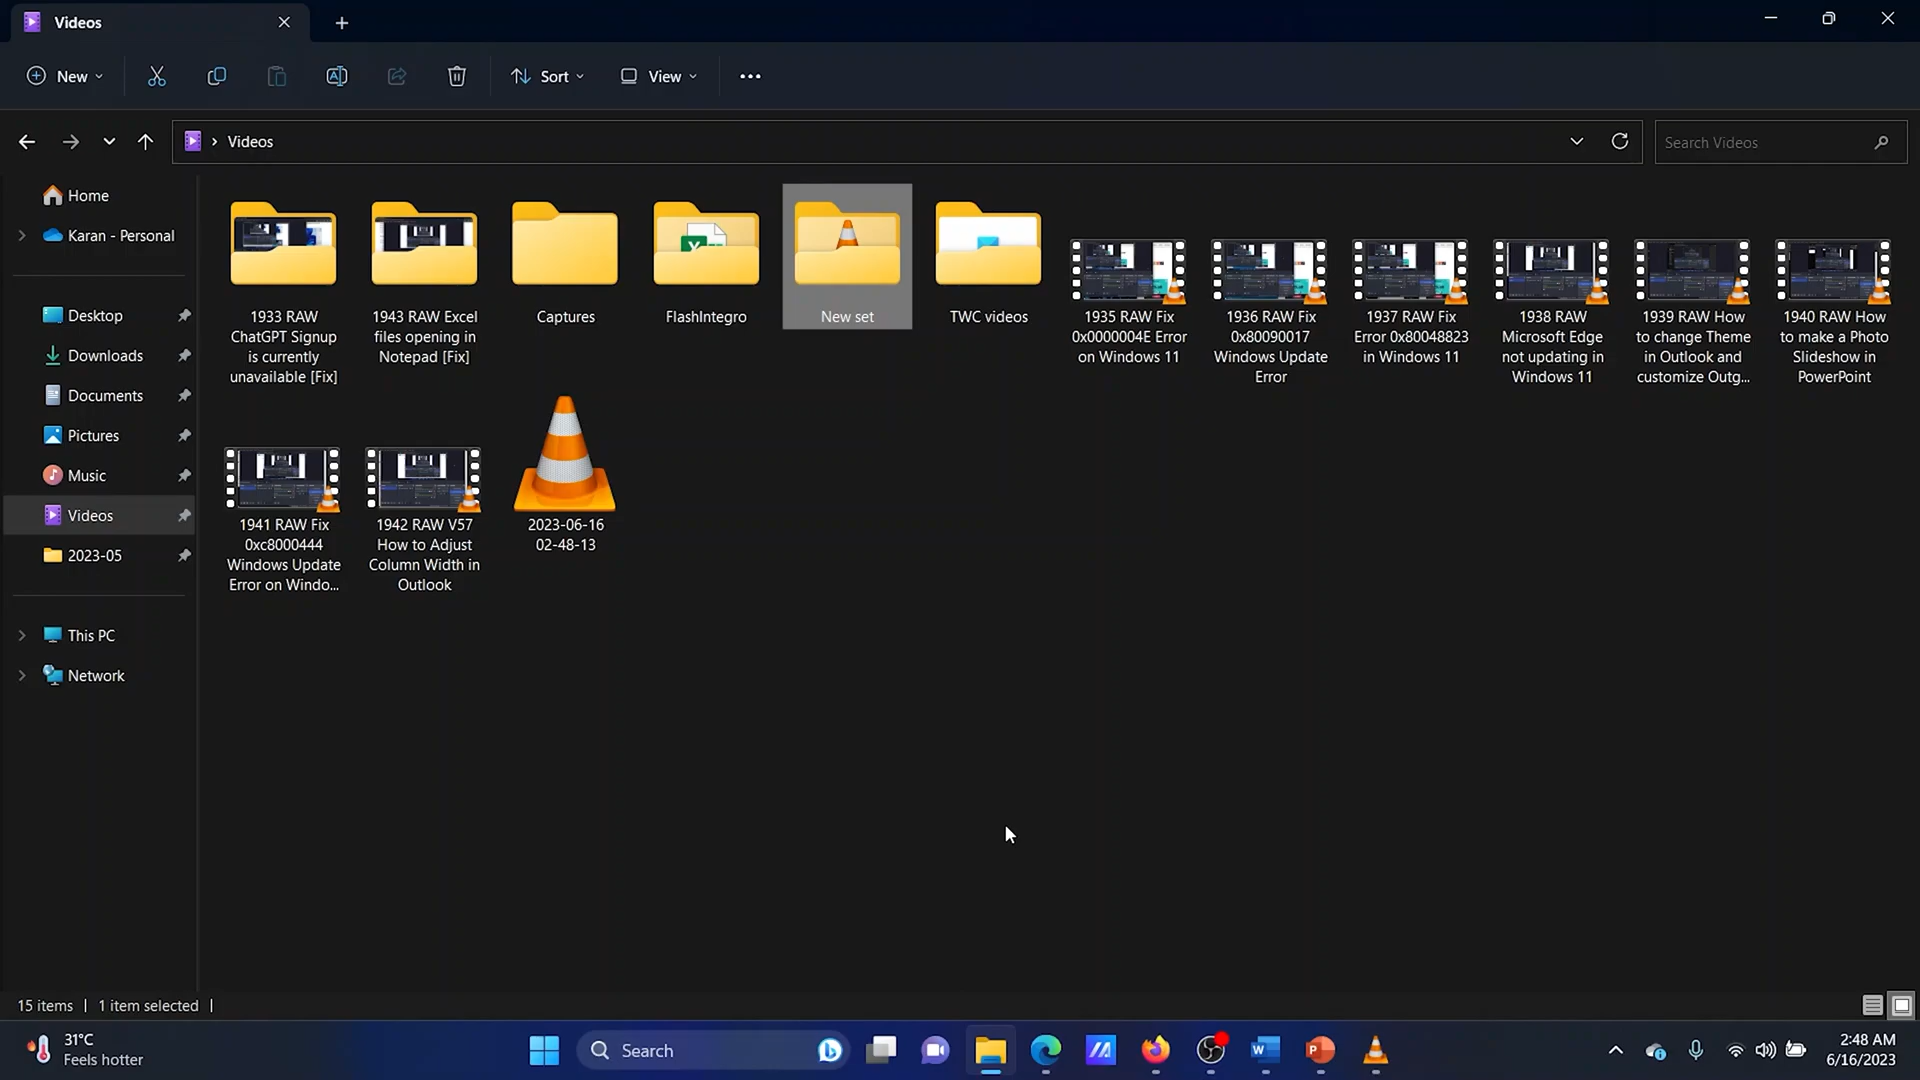 Videos
New
Sort
View
Videos
Search Videos
Home
Karan - Personal
Desktop
Downloads
Documents
Pictures
Music
Videos
2023-05
This PC
Network
1933 RAW
ChatGPT Signup
is currently
unavailable [Fix]
1943 RAW Excel
files opening in
Notepad [Fix]
Captures
FlashIntegro
New set
TWC videos
1935 RAW Fix
0x0000004E Error
on Windows 11
1936 RAW Fix
0x80090017
Windows Update
Error
1937 RAW Fix
Error 0x80048823
in Windows 11
1938 RAW
Microsoft Edge
not updating in
Windows 11
1939 RAW How
to change Theme
in Outlook and
customize Outg...
1940 RAW How
to make a Photo
Slideshow in
PowerPoint
1941 RAW Fix
0xc8000444
Windows Update
Error on Windo...
1942 RAW V57
How to Adjust
Column Width in
Outlook
2023-06-16
02-48-13
15 items
1 item selected
31°C
Feels hotter
Search
2:48 AM
6/16/2023